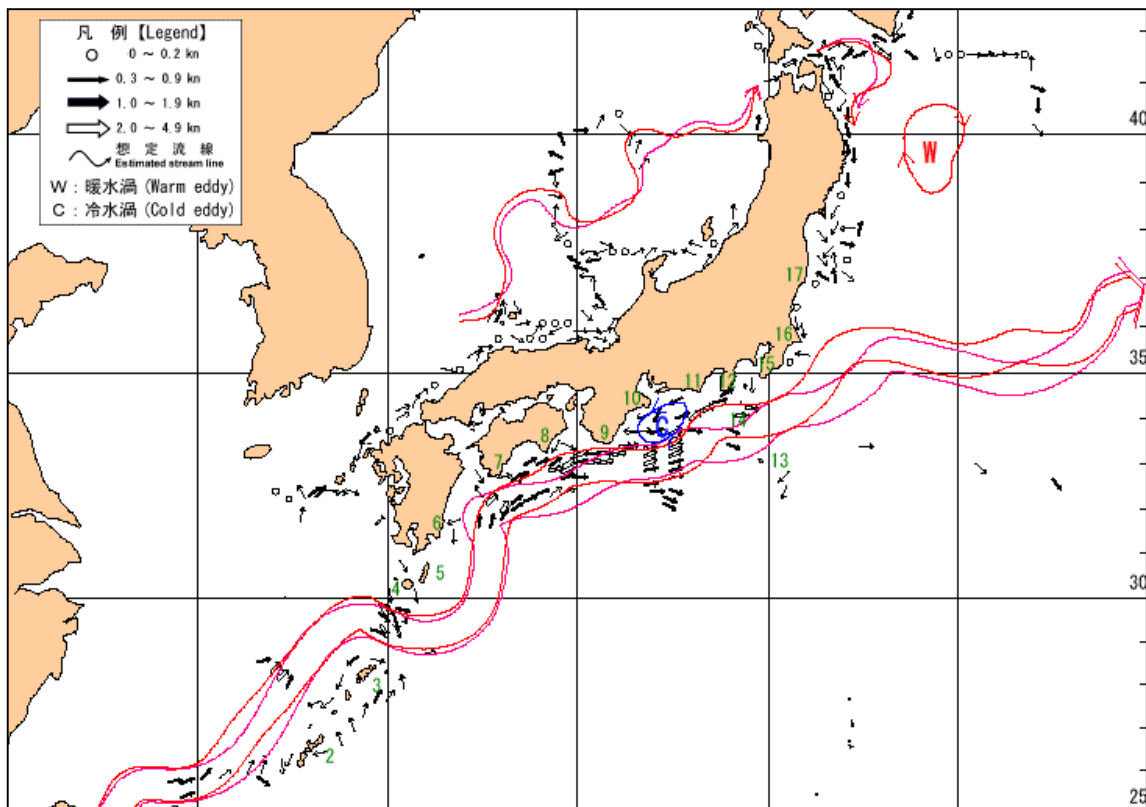 凡 例【Legend】
0 ~ 0.2 kn
0.3 ~ 0.9 kn
1.0 ~ 1.9 kn
2.0 ~ 4.9 kn
想 定 流 線
Estimated stream line
W : 暖水渦 (Warm eddy)
C : 冷水渦 (Cold eddy)
40
W
17
16
35
15
12
11
10
C
14
9
8
13
7
6
5
30
4
3
2
25